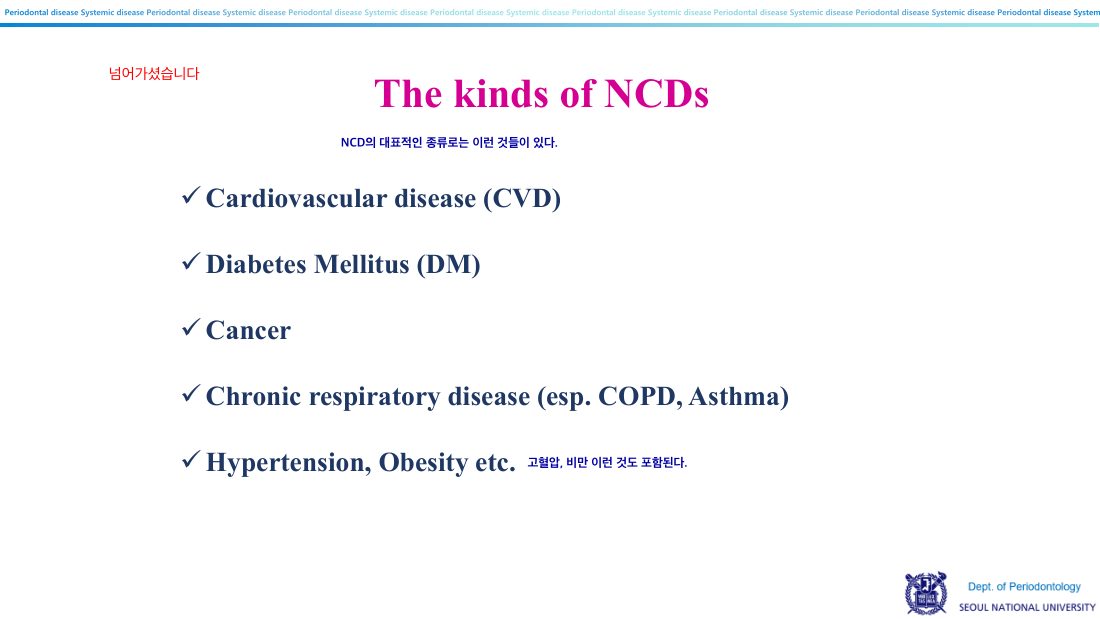 Periodontal disease Systemic disease Periodontal disease Systemic disease Periodontal disease Systemic disease Periodontal disease Systemic disease Periodontal disease Systemic disease Periodontal disease Systemic disease Periodontal disease Systemic disease Periodontal disease System
넘어가셨습니다
The kinds of NCDs
NCD의 대표적인 종류로는 이런 것들이 있다.
✓ Cardiovascular disease (CVD)
✓ Diabetes Mellitus (DM)
✓ Cancer
✓ Chronic respiratory disease (esp. COPD, Asthma)
✓ Hypertension, Obesity etc. 고혈압, 비만 이런 것도 포함된다.
Dept. of Periodontology
SEOUL NATIONAL UNIVERSITY